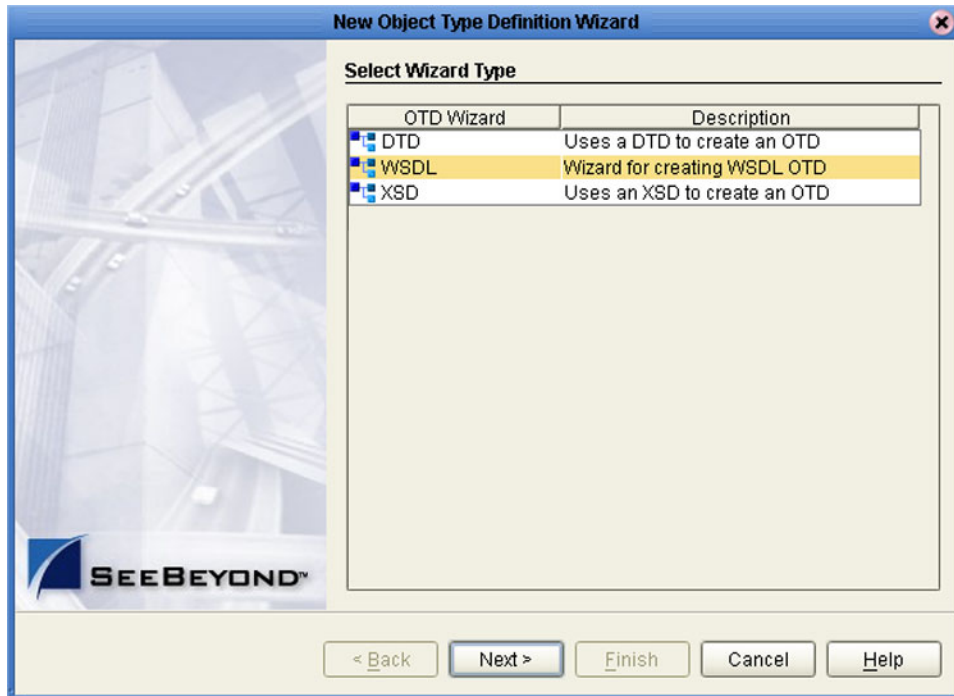 New Object Type Definition Wizard
Select Wizard Type
OTD Wizard Description
DTD Uses a DTD to create an OTD
WSDL Wizard for creating WSDL OTD
XSD Uses an XSD to create an OTD
SEEBEYOND™
< Back Next > Finish Cancel Help